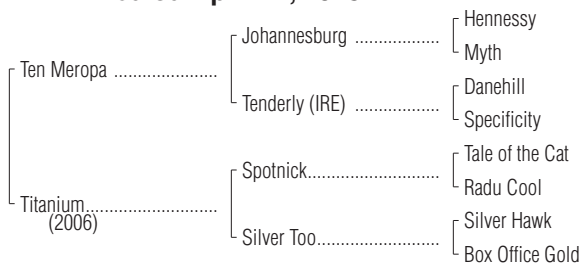 Hennessy
Johannesburg ...................
Myth
Ten Meropa .......................
Danehill
Tenderly (IRE) ...................
Specificity
Tale of the Cat
Spotnick.............................
Radu Cool
Titanium.............................
(2006)
Silver Hawk
Silver Too...........................
Box Office Gold